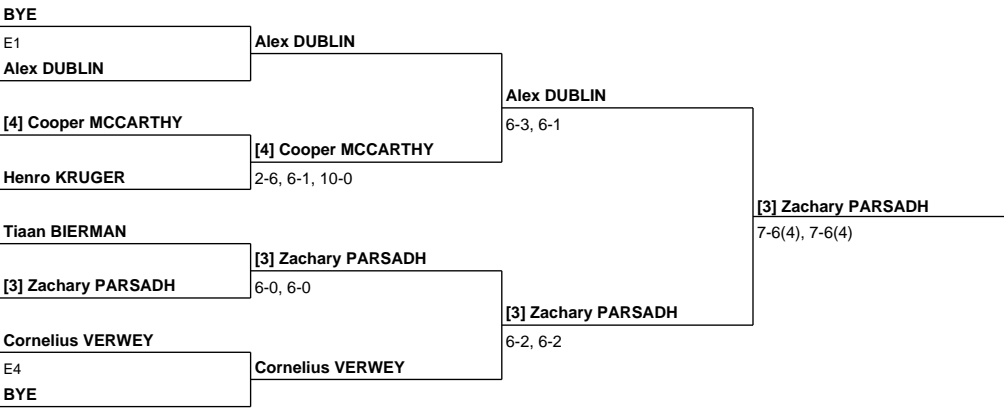 BYE
E1
Alex DUBLIN
Alex DUBLIN
Alex DUBLIN
6-3, 6-1
[4] Cooper MCCARTHY
[4] Cooper MCCARTHY
2-6, 6-1, 10-0
Henro KRUGER
[3] Zachary PARSADH
7-6(4), 7-6(4)
Tiaan BIERMAN
[3] Zachary PARSADH
6-0, 6-0
[3] Zachary PARSADH
[3] Zachary PARSADH
6-2, 6-2
Cornelius VERWEY
E4
Cornelius VERWEY
BYE